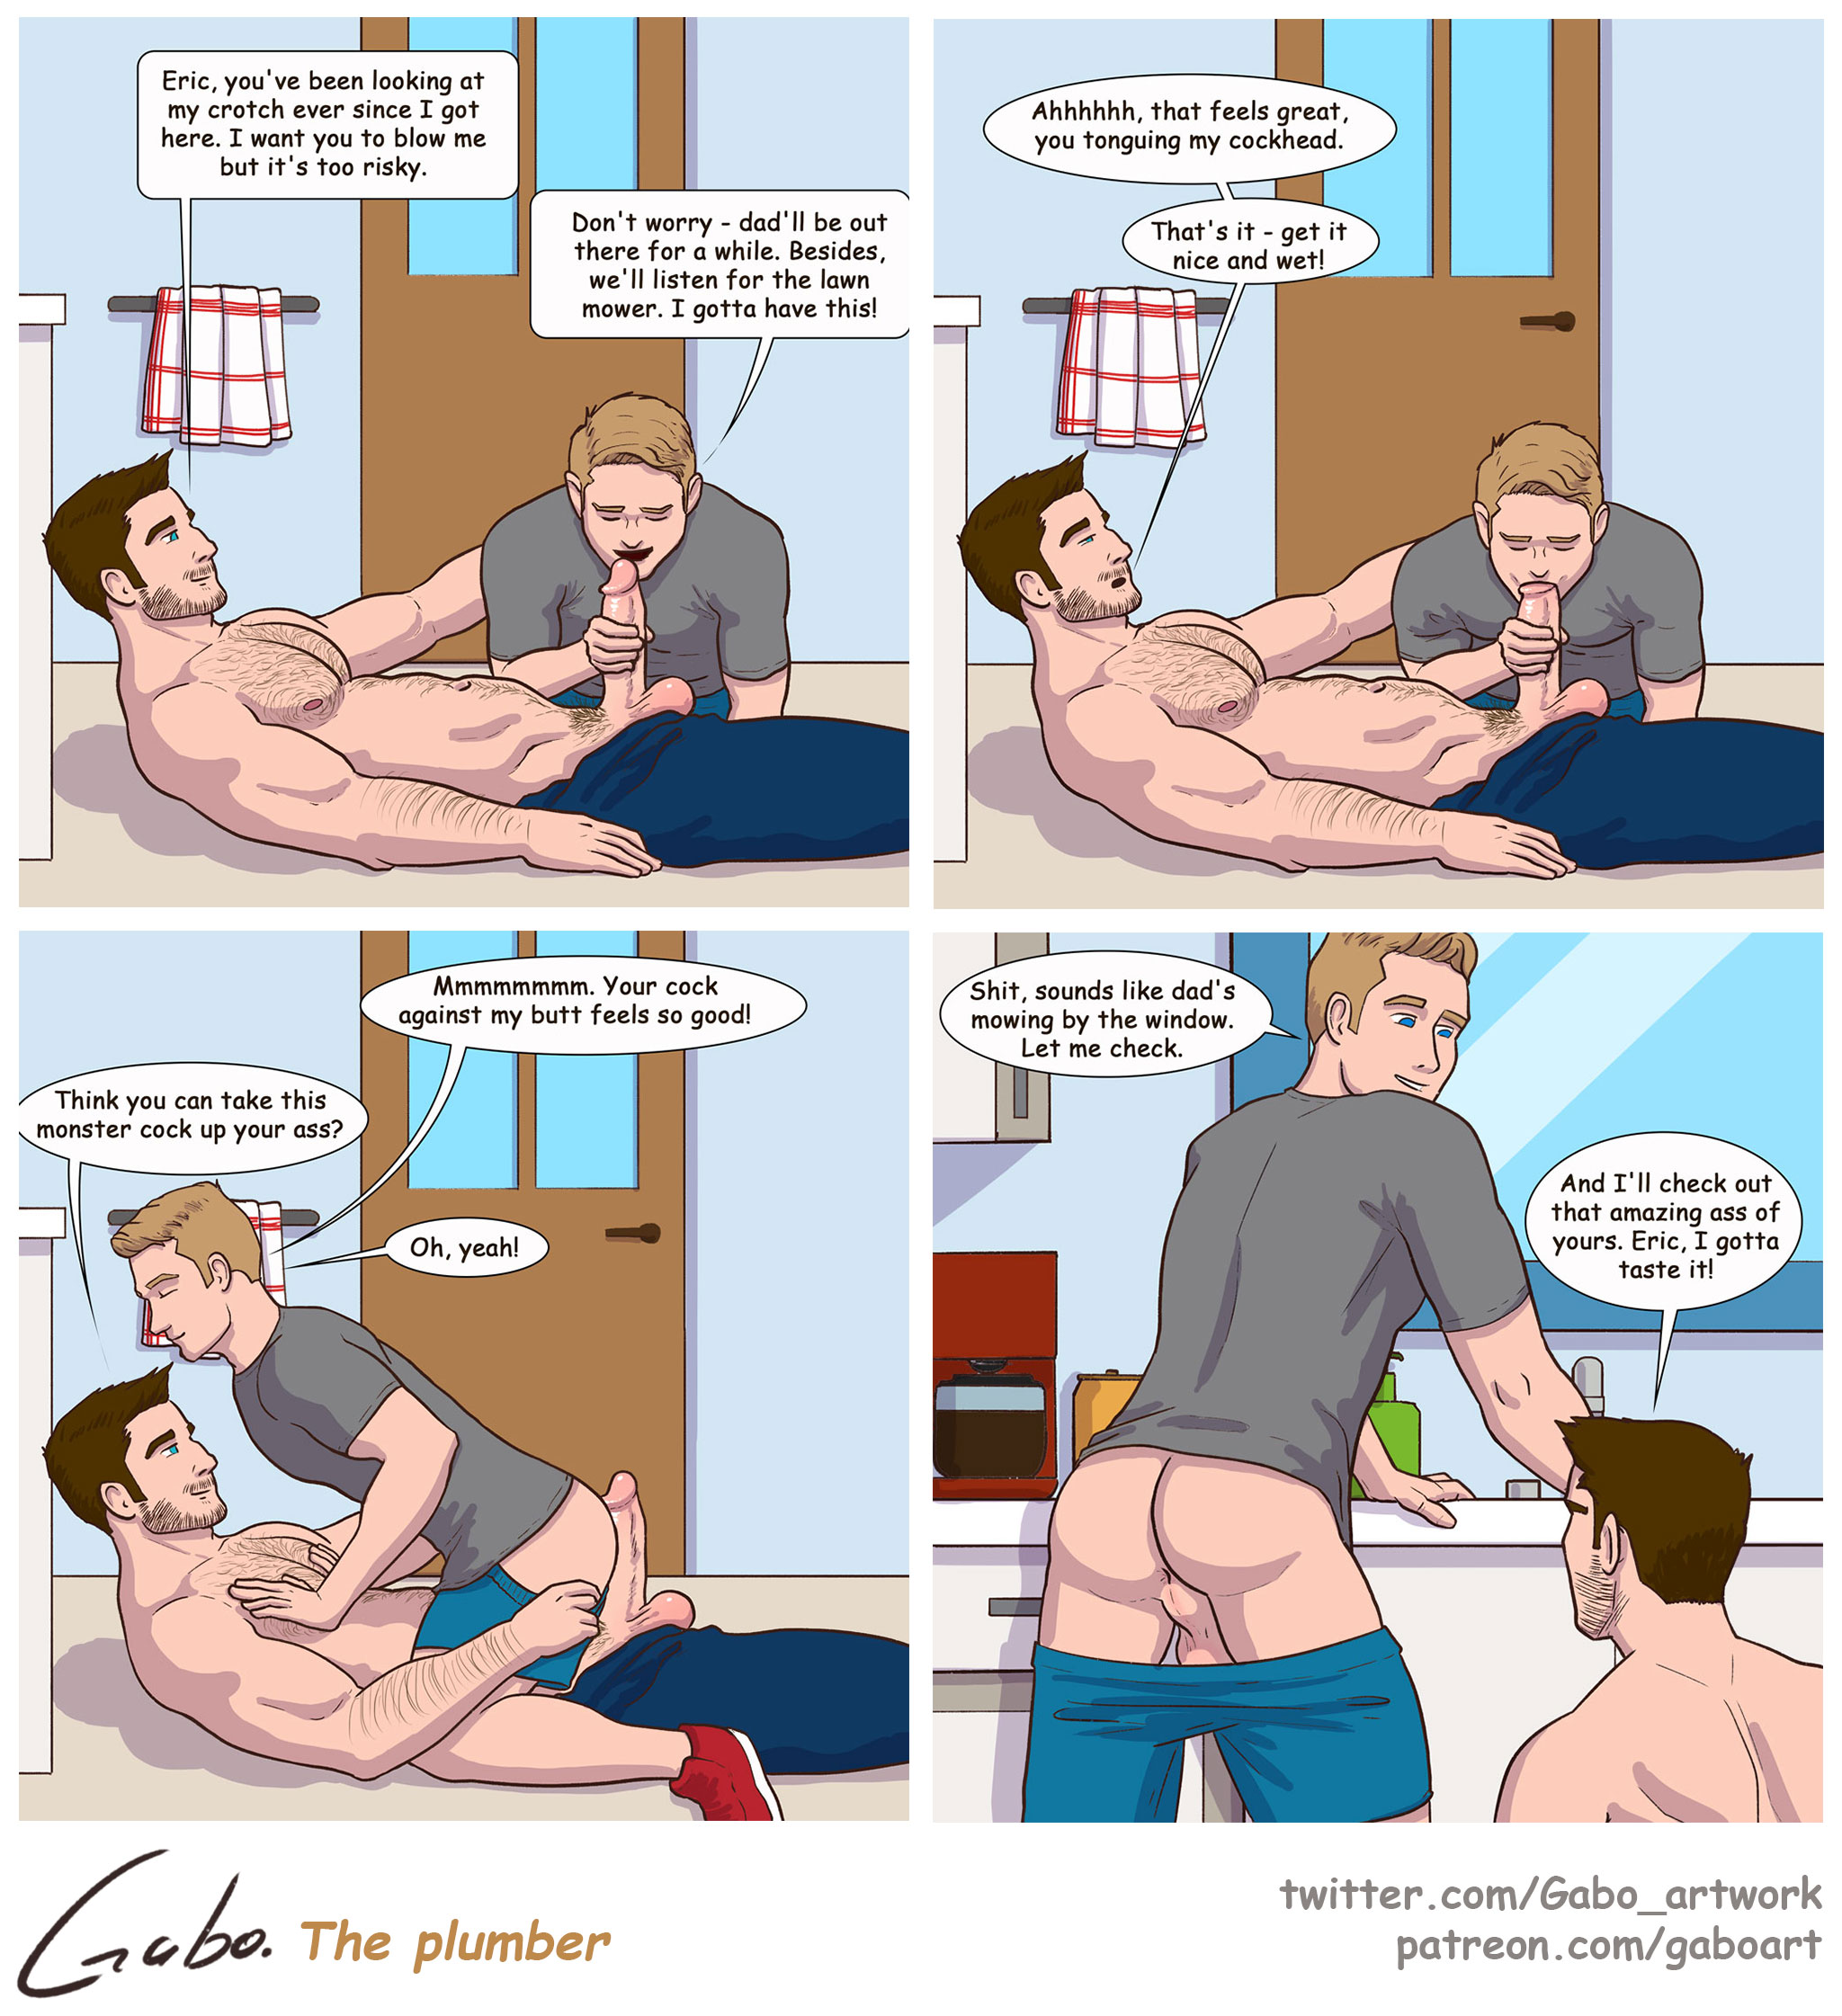 Eric, you've been looking at
my crotch ever since I got
here. I want you to blow me
but it's too risky.
Don't worry - dad'll be out
there for a while. Besides,
we'll listen for the lawn
mower. I gotta have this!
Ahhhhhh, that feels great,
you tonguing my cockhead.
That's it - get it
nice and wet!
Think you can take this
monster cock up your ass?
Mmmmmmmm. Your cock
against my butt feels so good!
Oh, yeah!
Shit, sounds like dad's
mowing by the window.
Let me check.
And I'll check out
that amazing ass of
yours. Eric, I gotta
taste it!
Gabo. The plumber
twitter.com/Gabo_artwork
patreon.com/gaboart